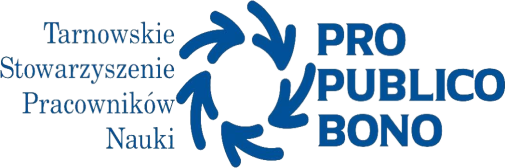 Tarnowskie
Stowarzyszenie
Pracowników
Nauki
PRO
PUBLICO
BONO